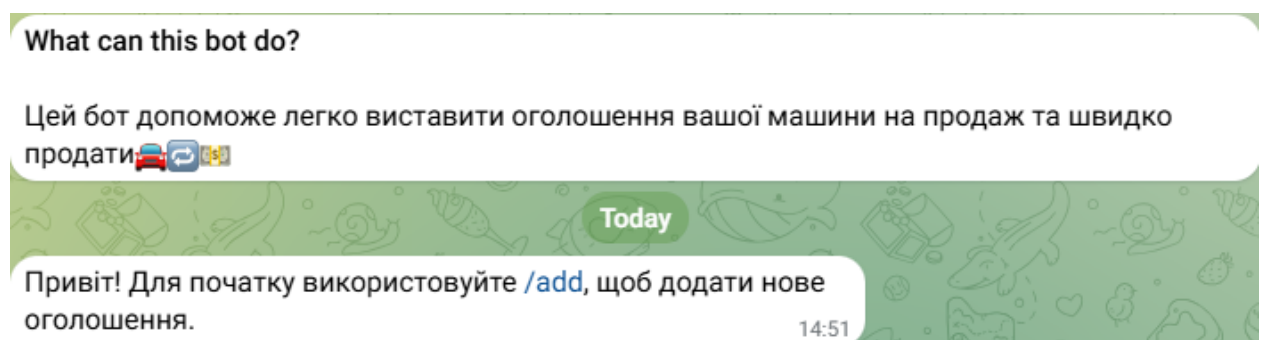 What can this bot do?
Цей бот допоможе легко виставити оголошення вашої машини на продаж та швидко
продати🚘🔁💵
Today
Привіт! Для початку використовуйте /add, щоб додати нове
оголошення.
14:51